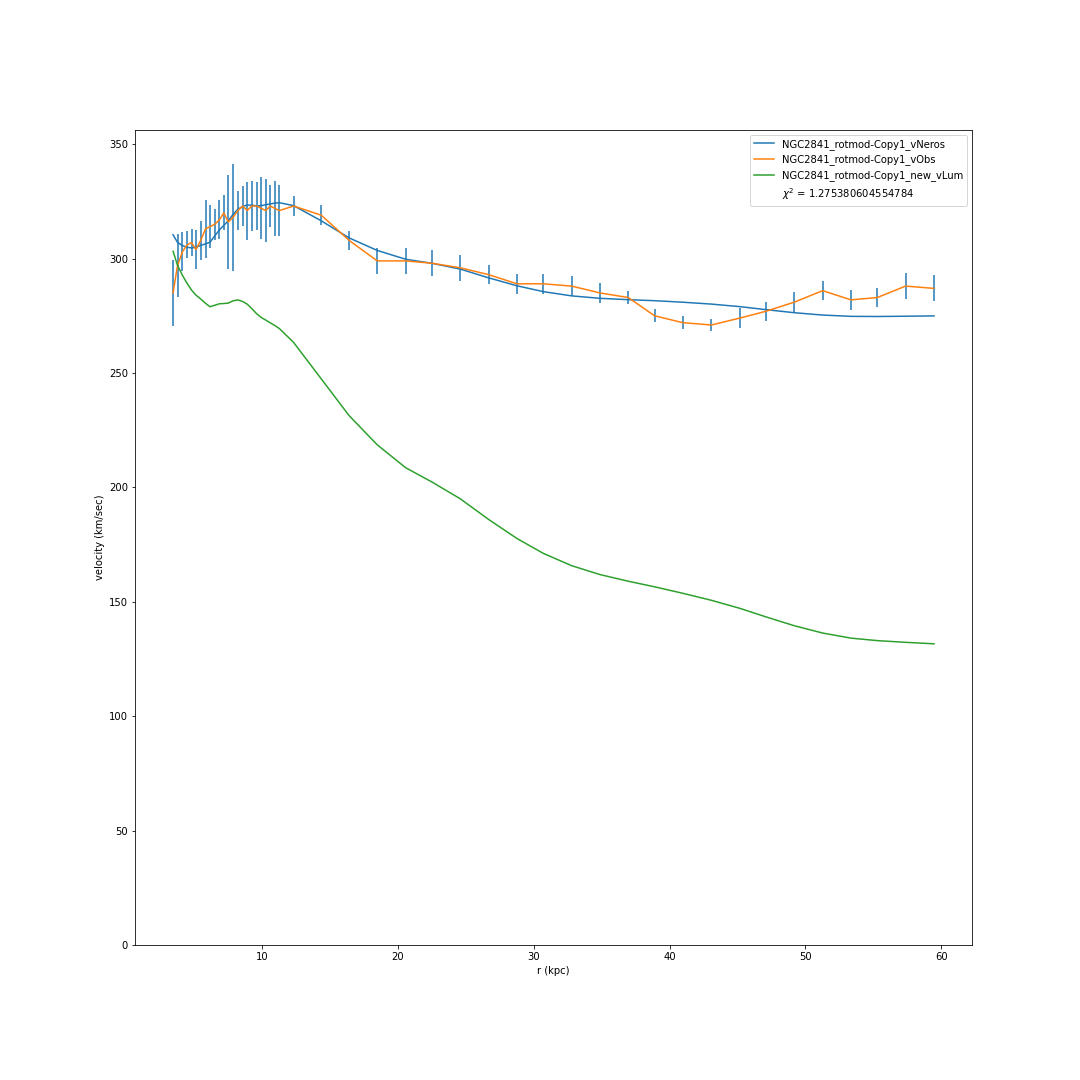 NGC2841_rotmod-Copy1_vNeros
NGC2841_rotmod-Copy1_vObs
NGC2841_rotmod-Copy1_new_vLum
χ² = 1.275380604554784
350
300
250
200
150
100
50
0
velocity (km/sec)
10 20 30 40 50 60
r (kpc)